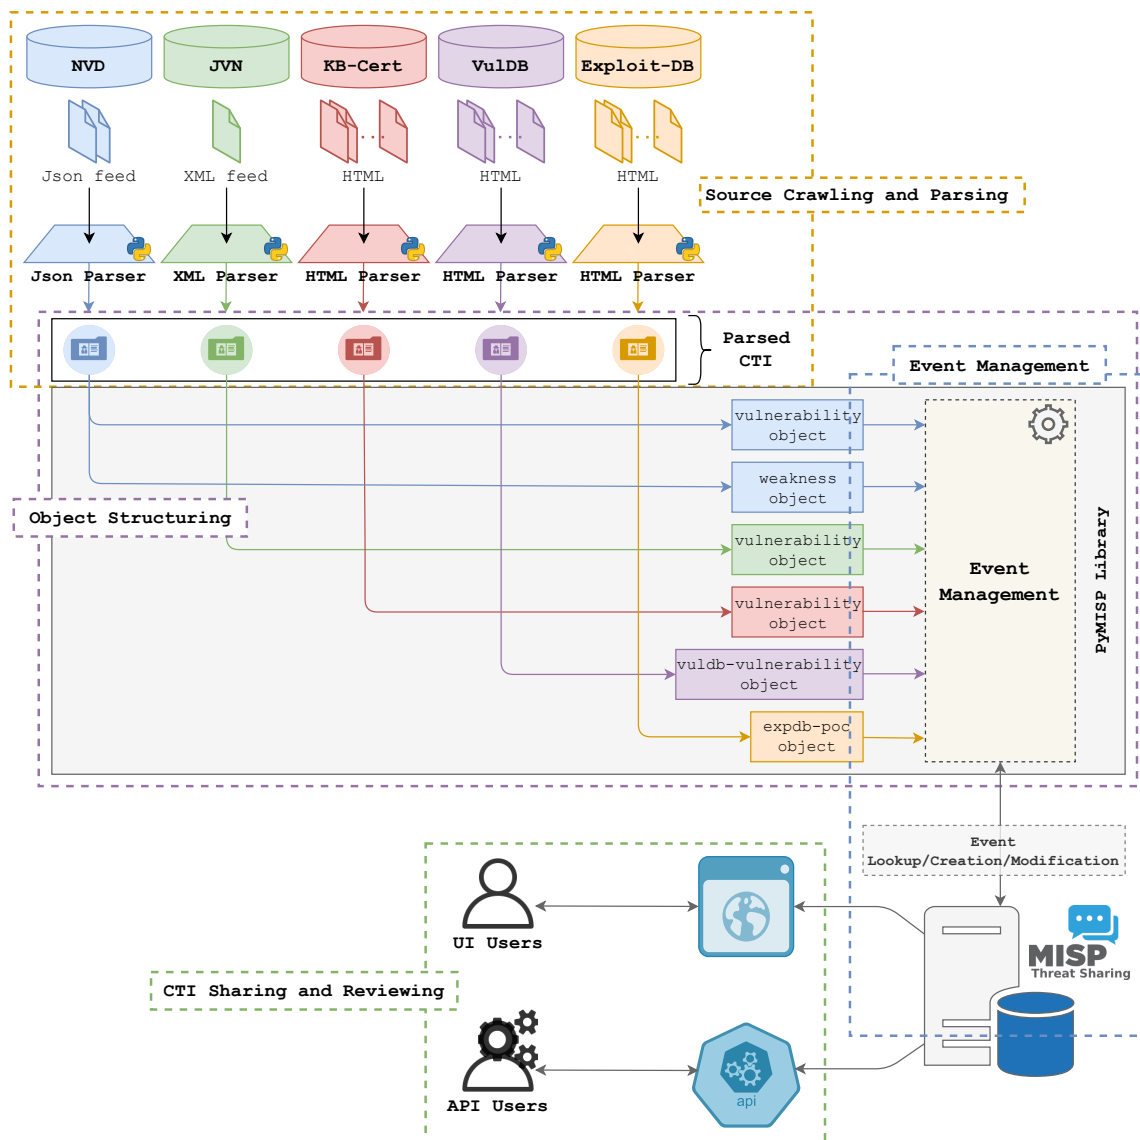 NVD
JVN
KB-Cert
VulDB
Exploit-DB
Json feed
XML feed
HTML
HTML
HTML
Source Crawling and Parsing
Json Parser
XML Parser
HTML Parser
HTML Parser
HTML Parser
Parsed
CTI
Event Management
vulnerability
object
weakness
object
Object Structuring
vulnerability
object
Event
Management
PyMISP Library
vulnerability
object
vuldb-vulnerability
object
expdb-poc
object
Event
Lookup/Creation/Modification
UI Users
MISP
Threat Sharing
CTI Sharing and Reviewing
API Users
api